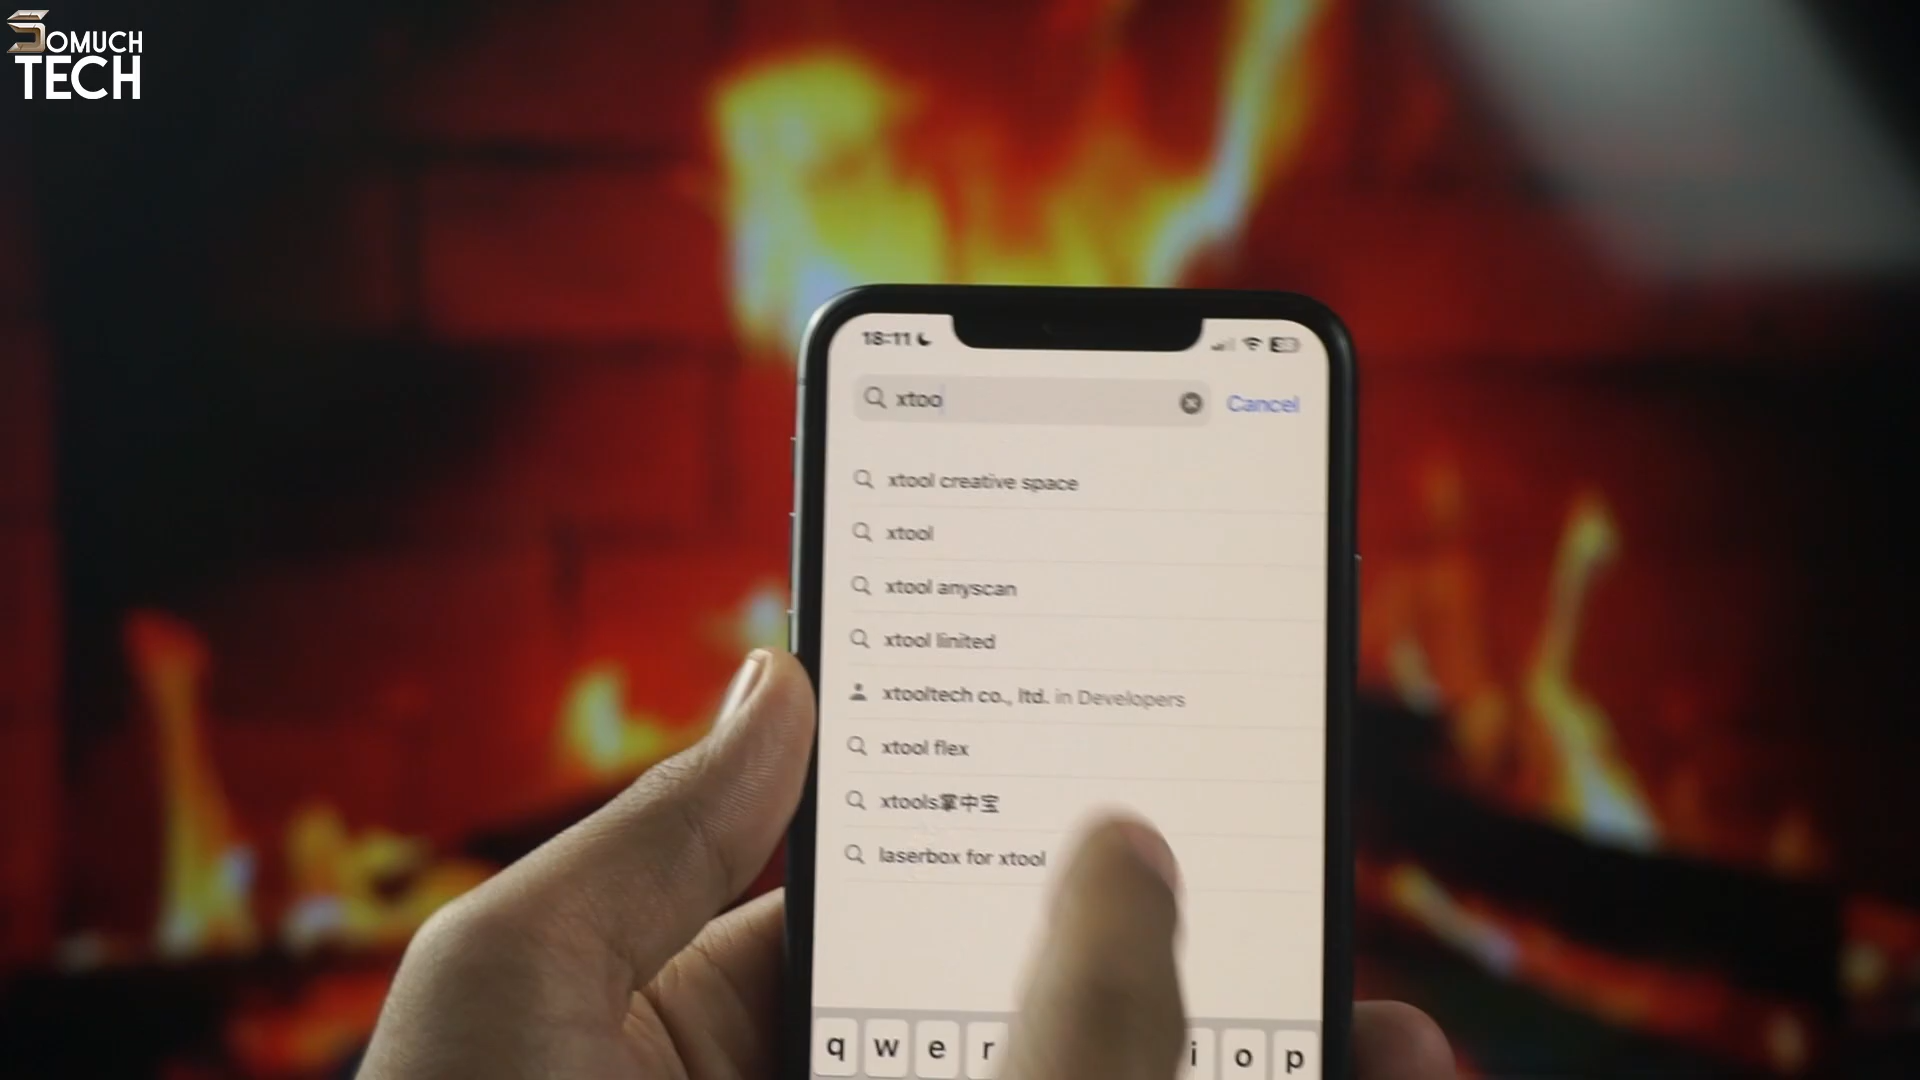 SOMUCH
TECH
18:11
xtoo
Cancel
xtool creative space
xtool
xtool anyscan
xtool linited
xtooltech co., ltd. in Developers
xtool flex
xtools掌中宝
laserbox for xtool
q w e r i o p